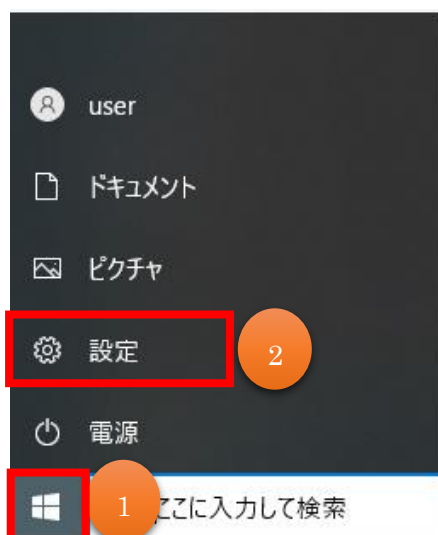 user
ドキュメント
ピクチャ
設定
2
電源
1
ここに入力して検索